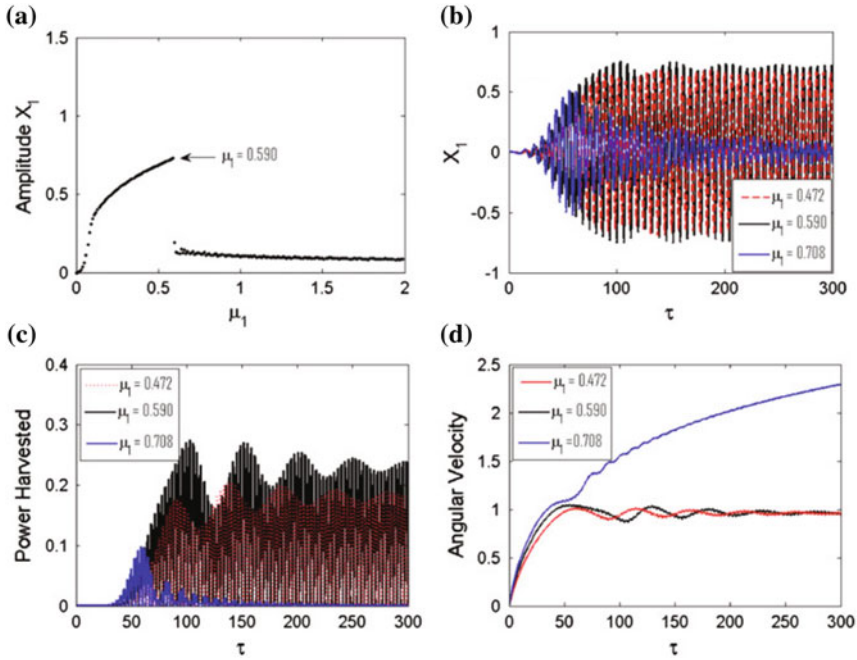 (a)
1.5
1
0.5
0
Amplitude X₁
μ₁ = 0.590
0 0.5 1 1.5 2
μ₁
(b)
1
0.5
0
-0.5
-1
X₁
μ₁ = 0.472
μ₁ = 0.590
μ₁ = 0.708
0 100 200 300
τ
(c)
0.4
0.3
0.2
0.1
0
Power Harvested
μ₁ = 0.472
μ₁ = 0.590
μ₁ = 0.708
0 50 100 150 200 250 300
τ
(d)
2.5
2
1.5
1
0.5
0
Angular Velocity
μ₁ = 0.472
μ₁ = 0.590
μ₁ = 0.708
0 50 100 150 200 250 300
τ